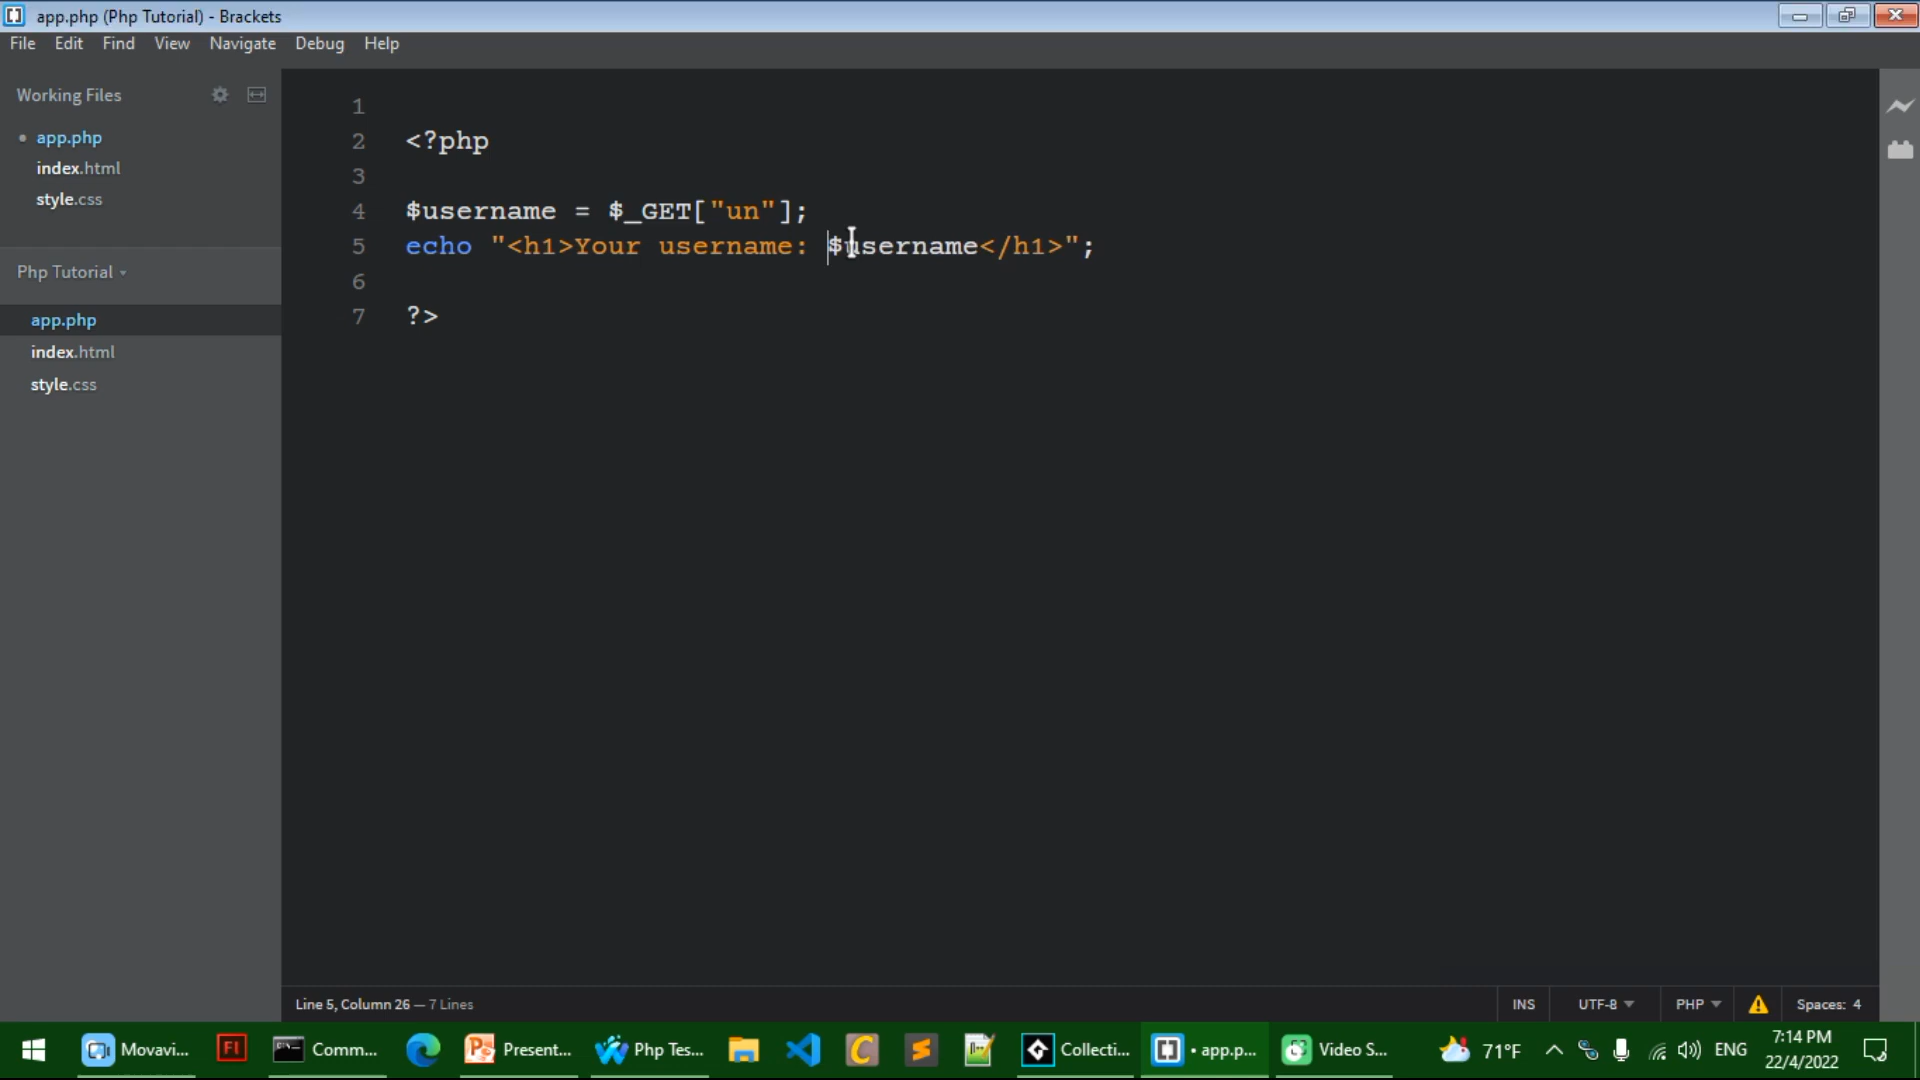 app.php (Php Tutorial) - Brackets
File Edit Find View Navigate Debug Help
Working Files
• app.php
index.html
style.css
Php Tutorial
app.php
index.html
style.css
1
2 <?php
3
4 $username = $_GET["un"];
5 echo "<h1>Your username: $username</h1>";
6
7 ?>
Line 5, Column 26 — 7 Lines
INS UTF-8 PHP Spaces: 4
Movavi... Fl Comm... Present... Php Tes... Collecti... • app.p... Video S... 71°F ENG
7:14 PM
22/4/2022